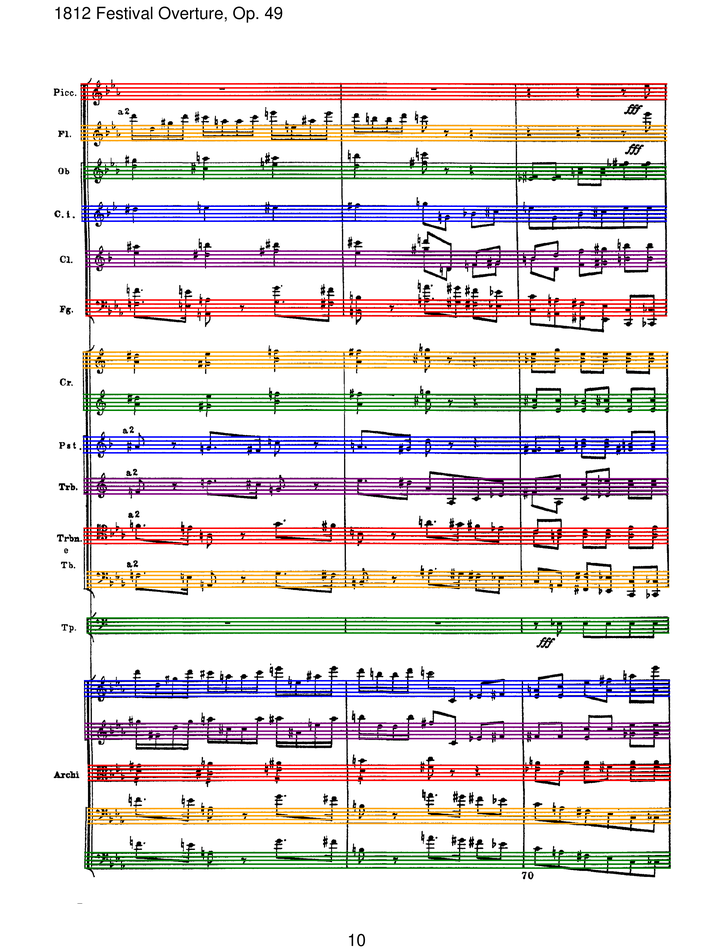 1812 Festival Overture, Op. 49
Picc.
a2
fff
Fl.
fff
Ob
C.i.
Cl.
Fg.
Cr.
a2
Pst.
a2
Trb.
a2
Trbn.
e
a2
Tb.
Tp.
fff
Archi
70
10